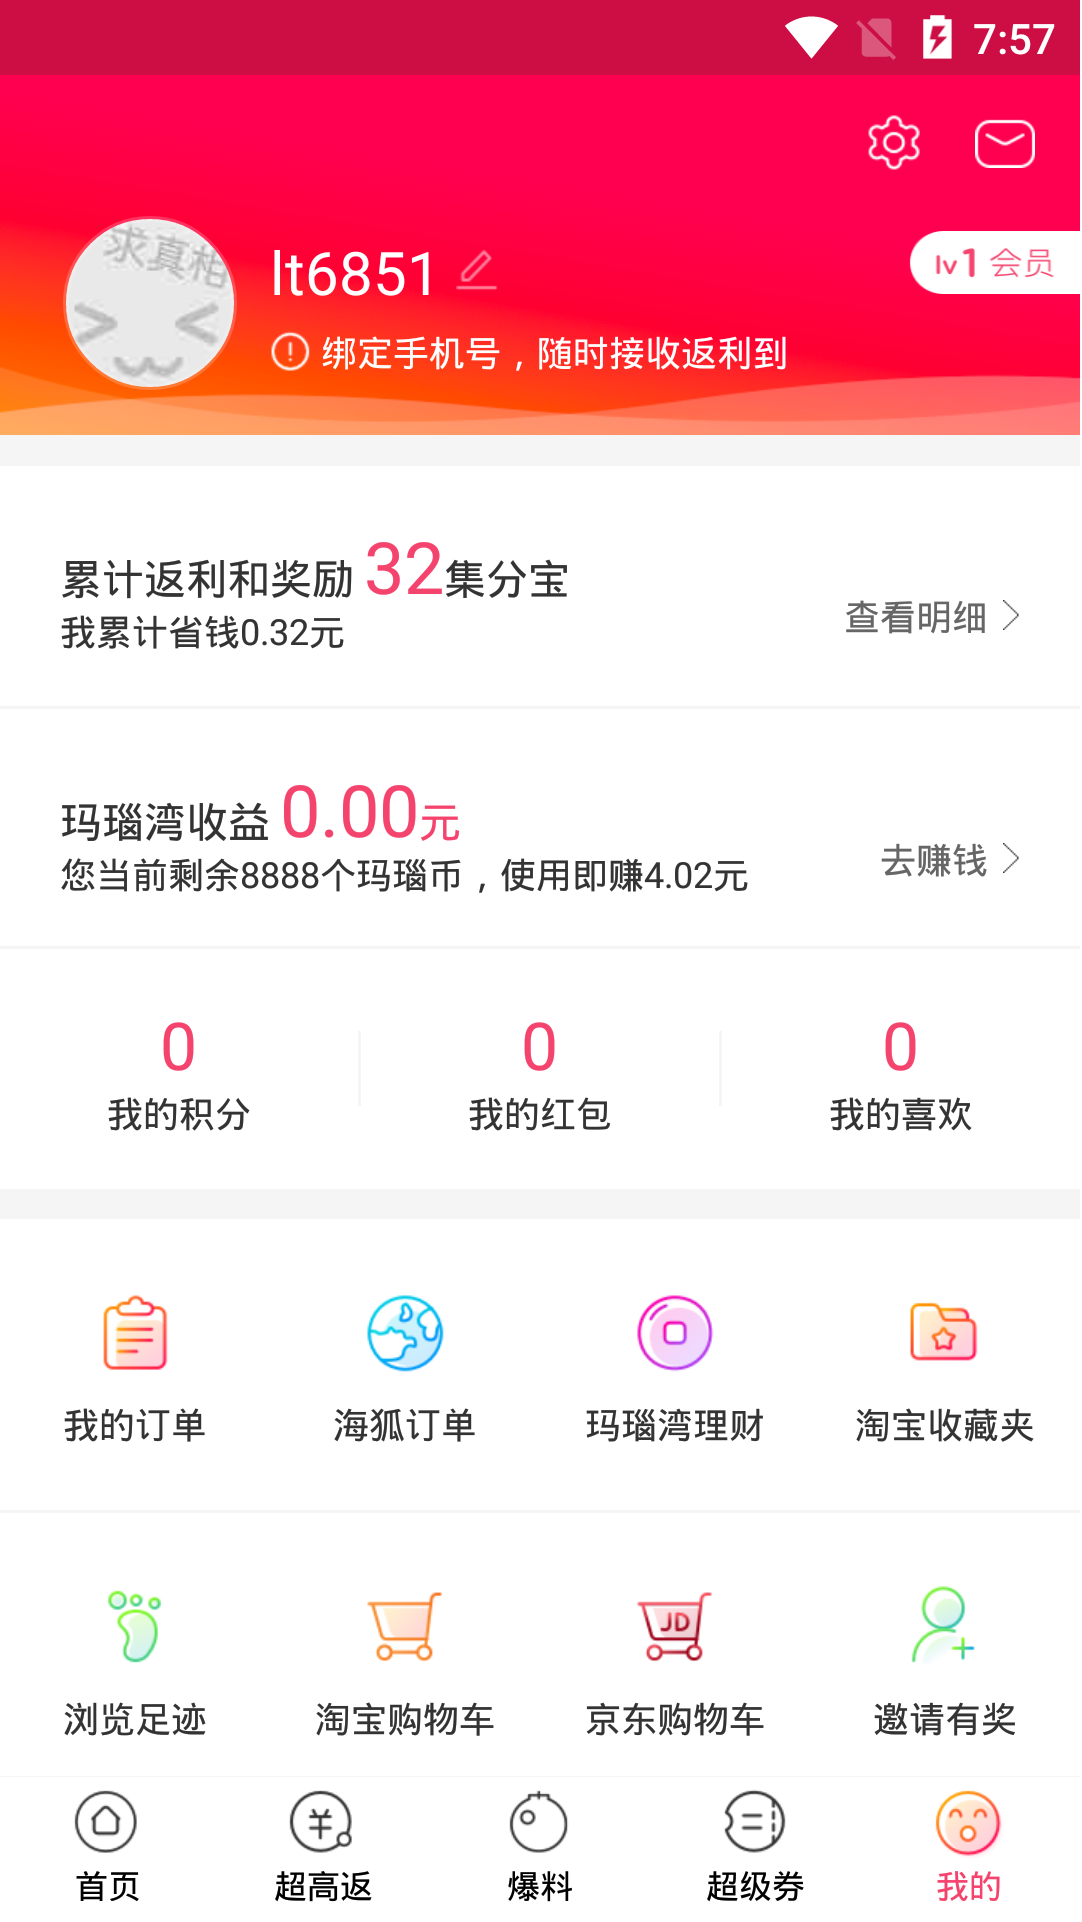 7:57
求真相
lt6851
lv1 会员
绑定手机号，随时接收返利到
累计返利和奖励 32集分宝
我累计省钱0.32元
查看明细
玛瑙湾收益 0.00元
您当前剩余8888个玛瑙币，使用即赚4.02元
去赚钱
0 0 0
我的积分 我的红包 我的喜欢
我的订单 海狐订单 玛瑙湾理财 淘宝收藏夹
JD
浏览足迹 淘宝购物车 京东购物车 邀请有奖
首页 超高返 爆料 超级券 我的